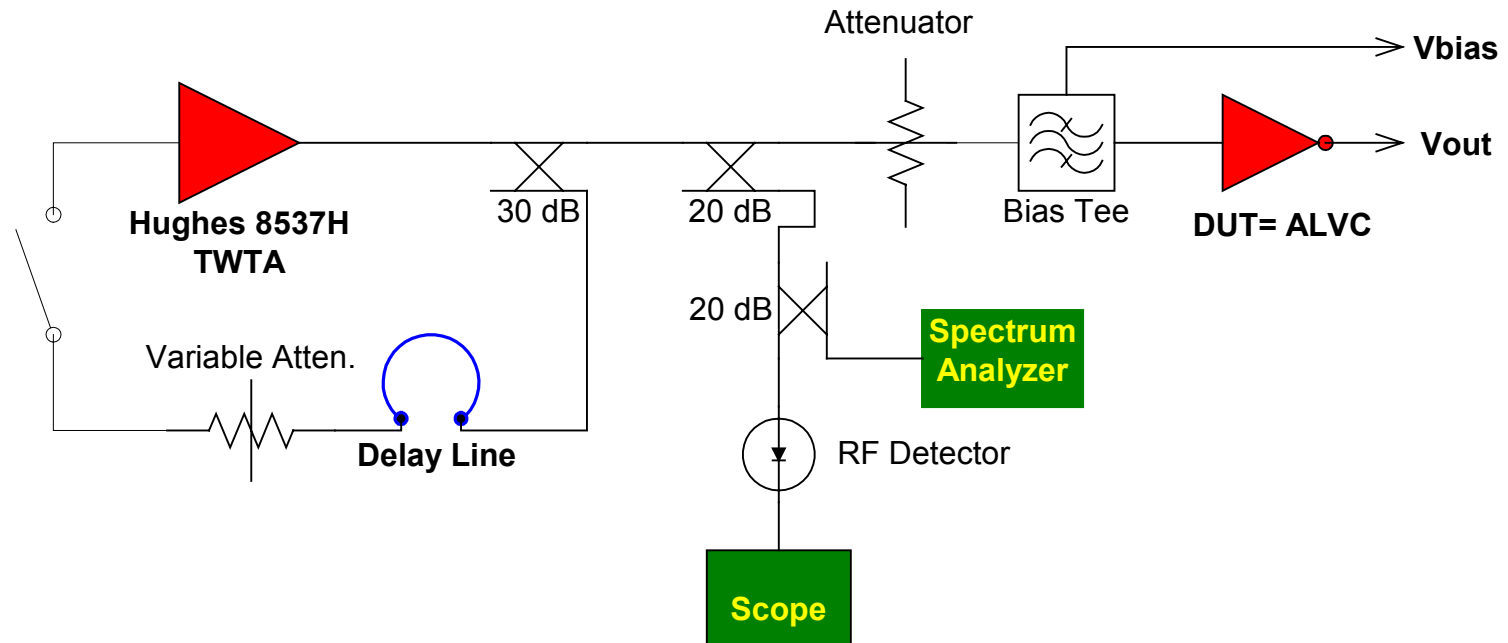 Attenuator
Vbias
Vout
Hughes 8537H
TWTA
30 dB
20 dB
Bias Tee
DUT= ALVC
20 dB
Spectrum
Analyzer
Variable Atten.
Delay Line
RF Detector
Scope